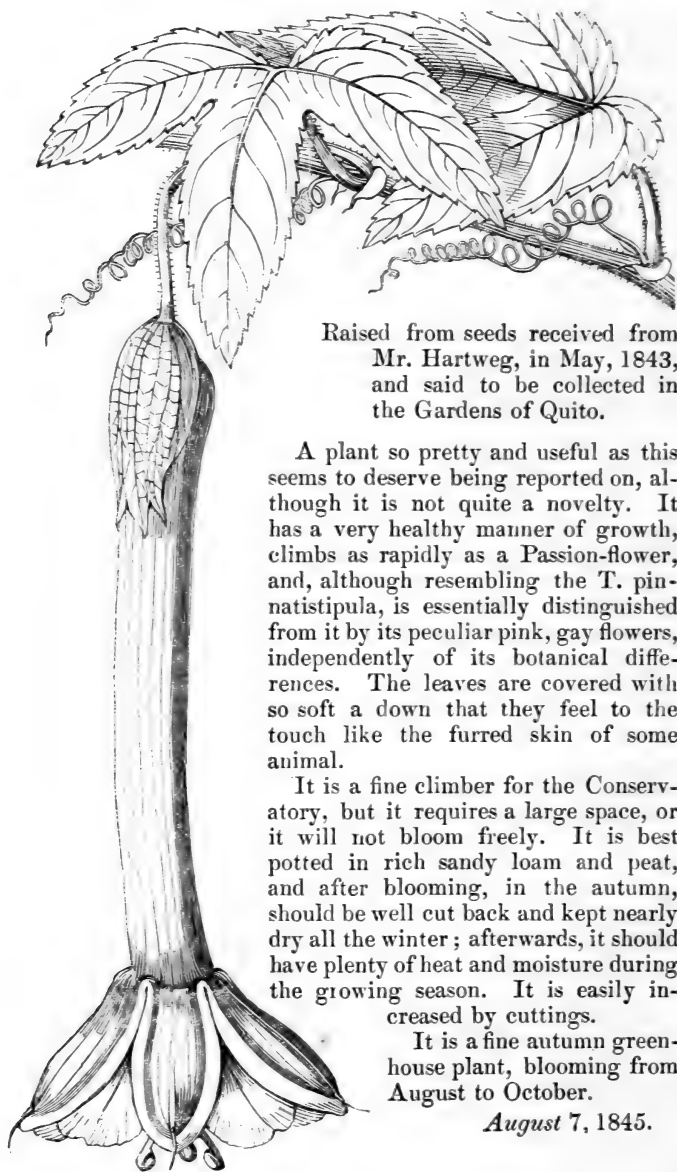 Raised from seeds received from
Mr. Hartweg, in May, 1843,
and said to be collected in
the Gardens of Quito.
A plant so pretty and useful as this
seems to deserve being reported on, al-
though it is not quite a novelty. It
has a very healthy manner of growth,
climbs as rapidly as a Passion-flower,
and, although resembling the T. pin-
natistipula, is essentially distinguished
from it by its peculiar pink, gay flowers,
independently of its botanical diffe-
rences. The leaves are covered with
so soft a down that they feel to the
touch like the furred skin of some
animal.
It is a fine climber for the Conserv-
atory, but it requires a large space, or
it will not bloom freely. It is best
potted in rich sandy loam and peat,
and after blooming, in the autumn,
should be well cut back and kept nearly
dry all the winter; afterwards, it should
have plenty of heat and moisture during
the growing season. It is easily in-
creased by cuttings.
It is a fine autumn green-
house plant, blooming from
August to October.
August 7, 1845.